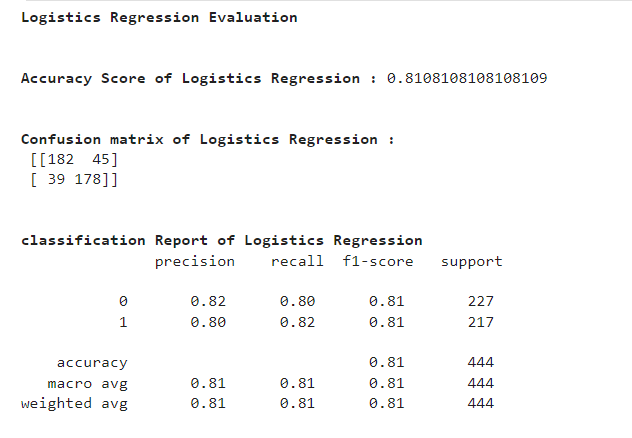 Logistics Regression Evaluation
Accuracy Score of Logistics Regression : 0.8108108108108109
Confusion matrix of Logistics Regression :
[[182  45]
[ 39 178]]
classification Report of Logistics Regression
precision    recall  f1-score   support
0       0.82      0.80      0.81       227
1       0.80      0.82      0.81       217
accuracy                           0.81       444
macro avg       0.81      0.81      0.81       444
weighted avg       0.81      0.81      0.81       444